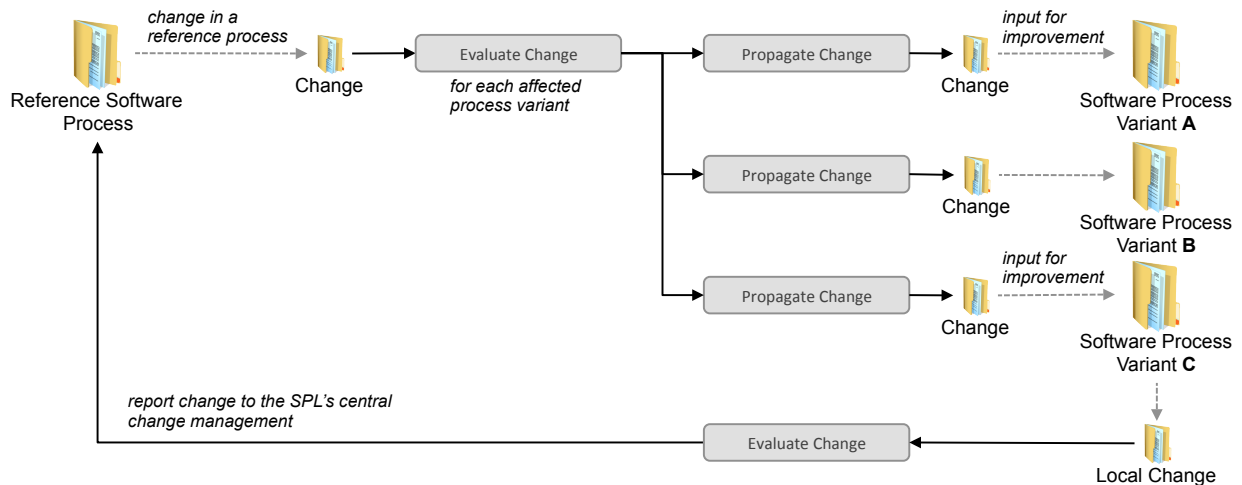 change in a
reference process
Reference Software
Process
Change
Evaluate Change
for each affected
process variant
Propagate Change
Change
input for
improvement
Software Process
Variant A
Propagate Change
Change
Software Process
Variant B
Propagate Change
Change
input for
improvement
Software Process
Variant C
report change to the SPL's central
change management
Evaluate Change
Local Change